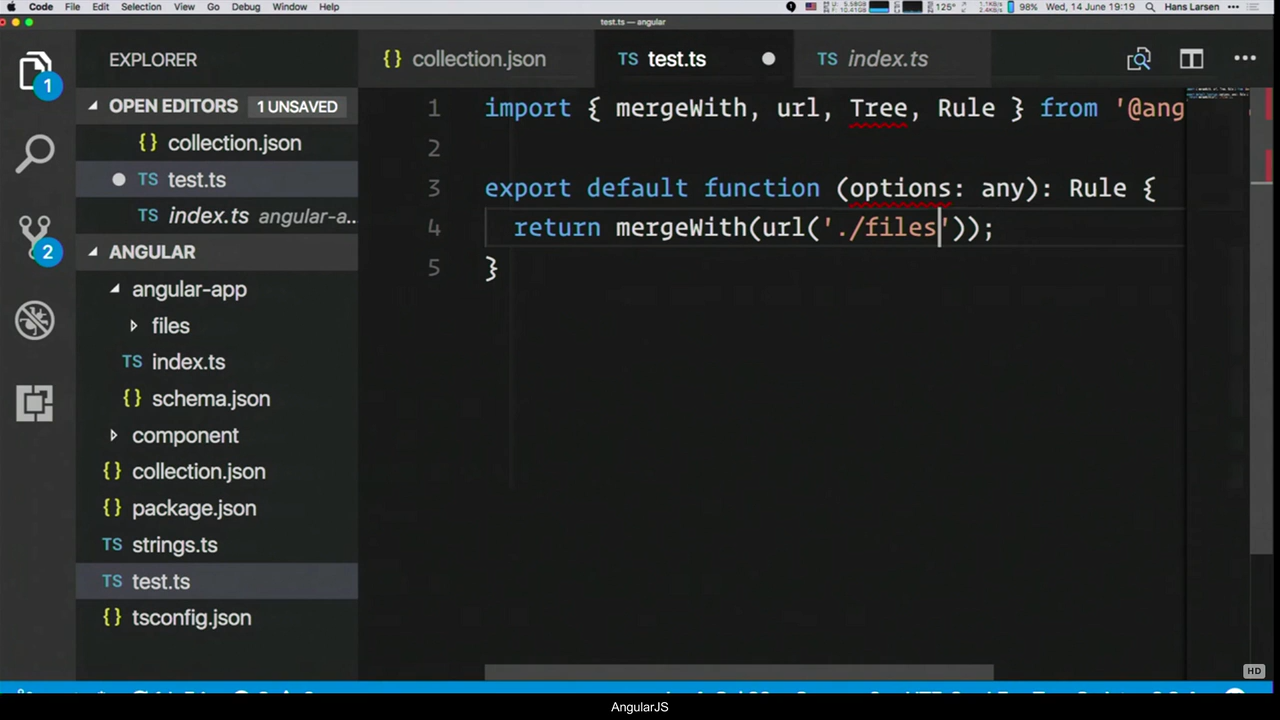 Code File Edit Selection View Go Debug Navigation Window Help
98% Wed, 14 June 19:19 Hans Larsen
test.ts — angular
EXPLORER
{} collection.json TS test.ts TS index.ts
OPEN EDITORS 1 UNSAVED
{} collection.json
TS test.ts
TS index.ts angular-a...
ANGULAR
angular-app
files
TS index.ts
{} schema.json
component
{} collection.json
{} package.json
TS strings.ts
TS test.ts
{} tsconfig.json
1
2
1 import { mergeWith, url, Tree, Rule } from '@ang
2
3 export default function (options: any): Rule {
4 return mergeWith(url('./files'));
5 }
HD
AngularJS